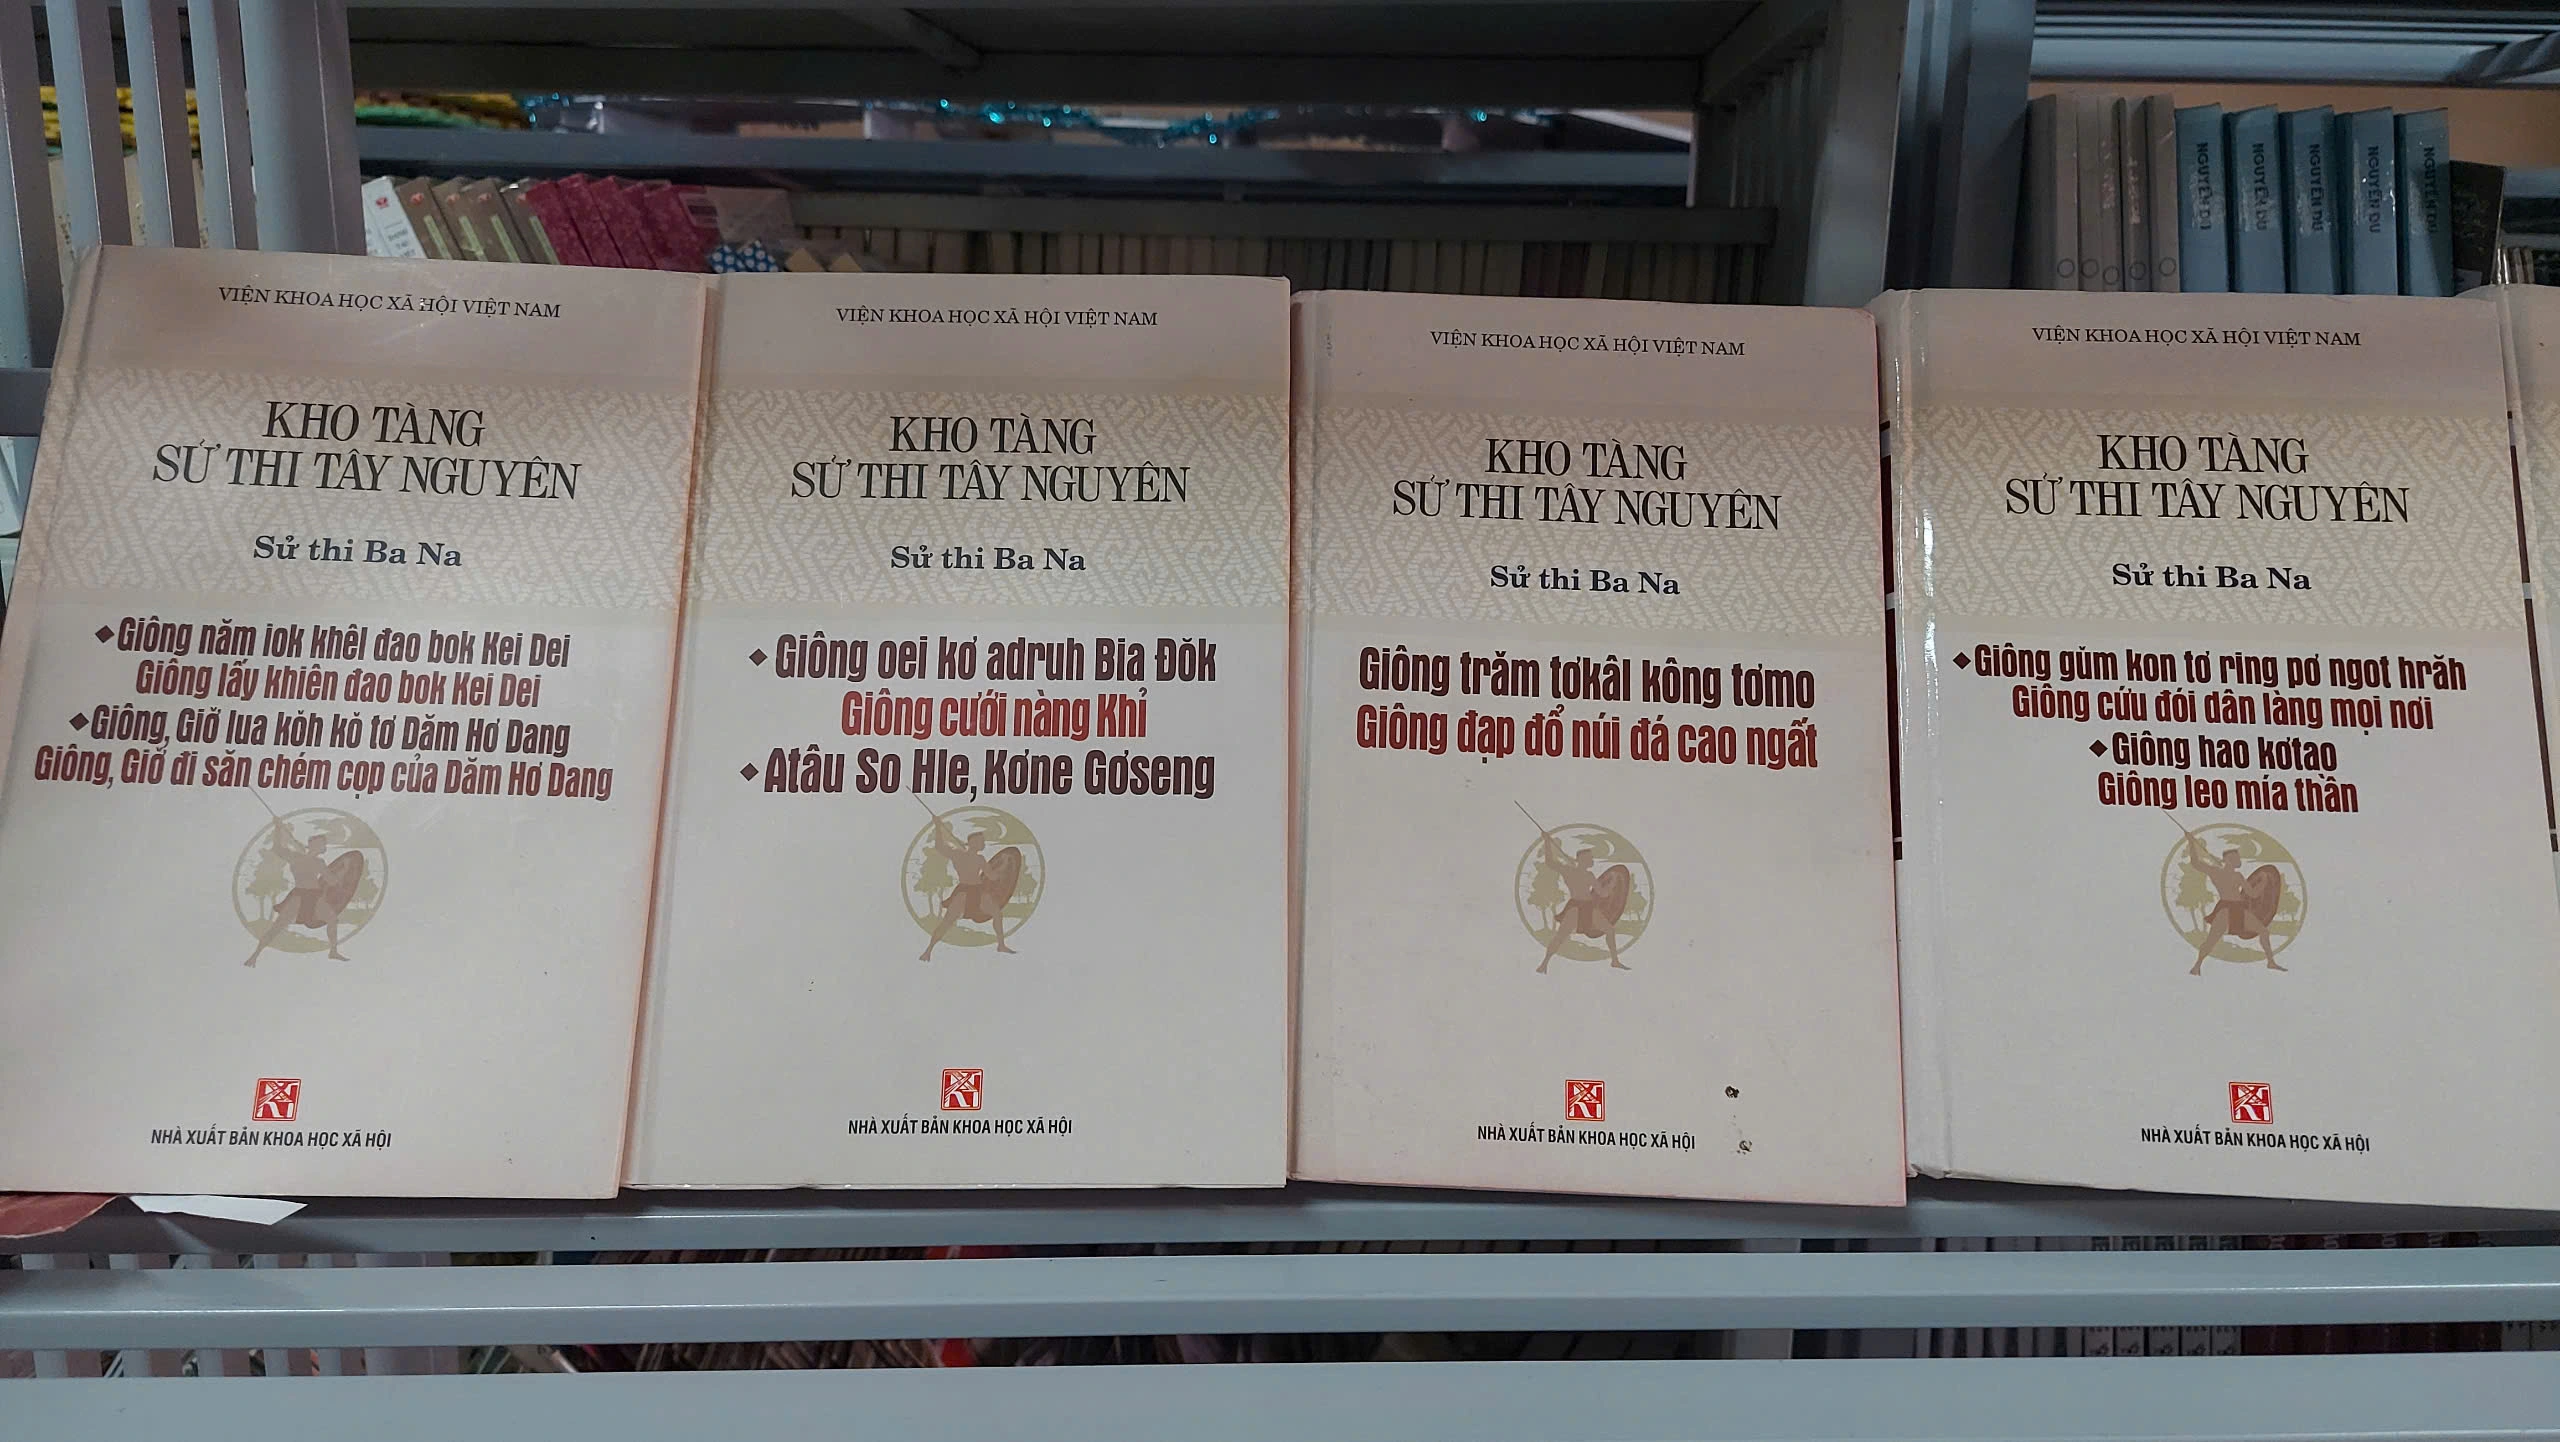 VIỆN KHOA HỌC XÃ HỘI VIỆT NAM
KHO TÀNG
SỬ THI TÂY NGUYÊN
Sử thi Ba Na
◆Giông năm iok khêl đao bok Kei Dei
Giông lấy khiên đao bok Kei Dei
◆Giông, Giỡ lua kŏh kŏ tơ Dăm Hơ Dang
Giông, Giỡ đi săn chém cọp của Dăm Hơ Dang
NHÀ XUẤT BẢN KHOA HỌC XÃ HỘI
VIỆN KHOA HỌC XÃ HỘI VIỆT NAM
KHO TÀNG
SỬ THI TÂY NGUYÊN
Sử thi Ba Na
◆Giông oei kơ adruh Bia Đŏk
Giông cưới nàng Khỉ
◆Atâu So Hle, Kơne Gơseng
NHÀ XUẤT BẢN KHOA HỌC XÃ HỘI
VIỆN KHOA HỌC XÃ HỘI VIỆT NAM
KHO TÀNG
SỬ THI TÂY NGUYÊN
Sử thi Ba Na
Giông trăm tơkâl kông tơmo
Giông đạp đổ núi đá cao ngất
NHÀ XUẤT BẢN KHOA HỌC XÃ HỘI
VIỆN KHOA HỌC XÃ HỘI VIỆT NAM
KHO TÀNG
SỬ THI TÂY NGUYÊN
Sử thi Ba Na
◆Giông gŭm kon tơ ring pơ ngot hrăh
Giông cứu đói dân làng mọi nơi
◆Giông hao kơtao
Giông leo mía thần
NHÀ XUẤT BẢN KHOA HỌC XÃ HỘI
NGUYỄN DU
NGUYỄN DU
NGUYỄN DU
NGUYỄN DU
NGUYỄN DU